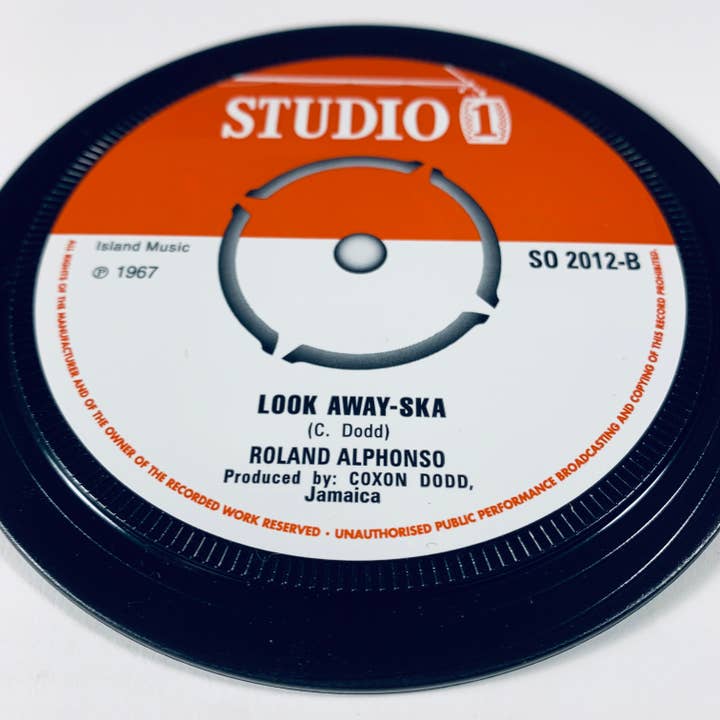 STUDIO 1
Island Music
℗ 1967
SO 2012-B
LOOK AWAY-SKA
(C. Dodd)
ROLAND ALPHONSO
Produced by: COXON DODD,
Jamaica
ALL RIGHTS OF THE MANUFACTURER AND OF THE OWNER OF THE RECORDED WORK RESERVED • UNAUTHORISED PUBLIC PERFORMANCE BROADCASTING AND COPYING OF THIS RECORD PROHIBITED.